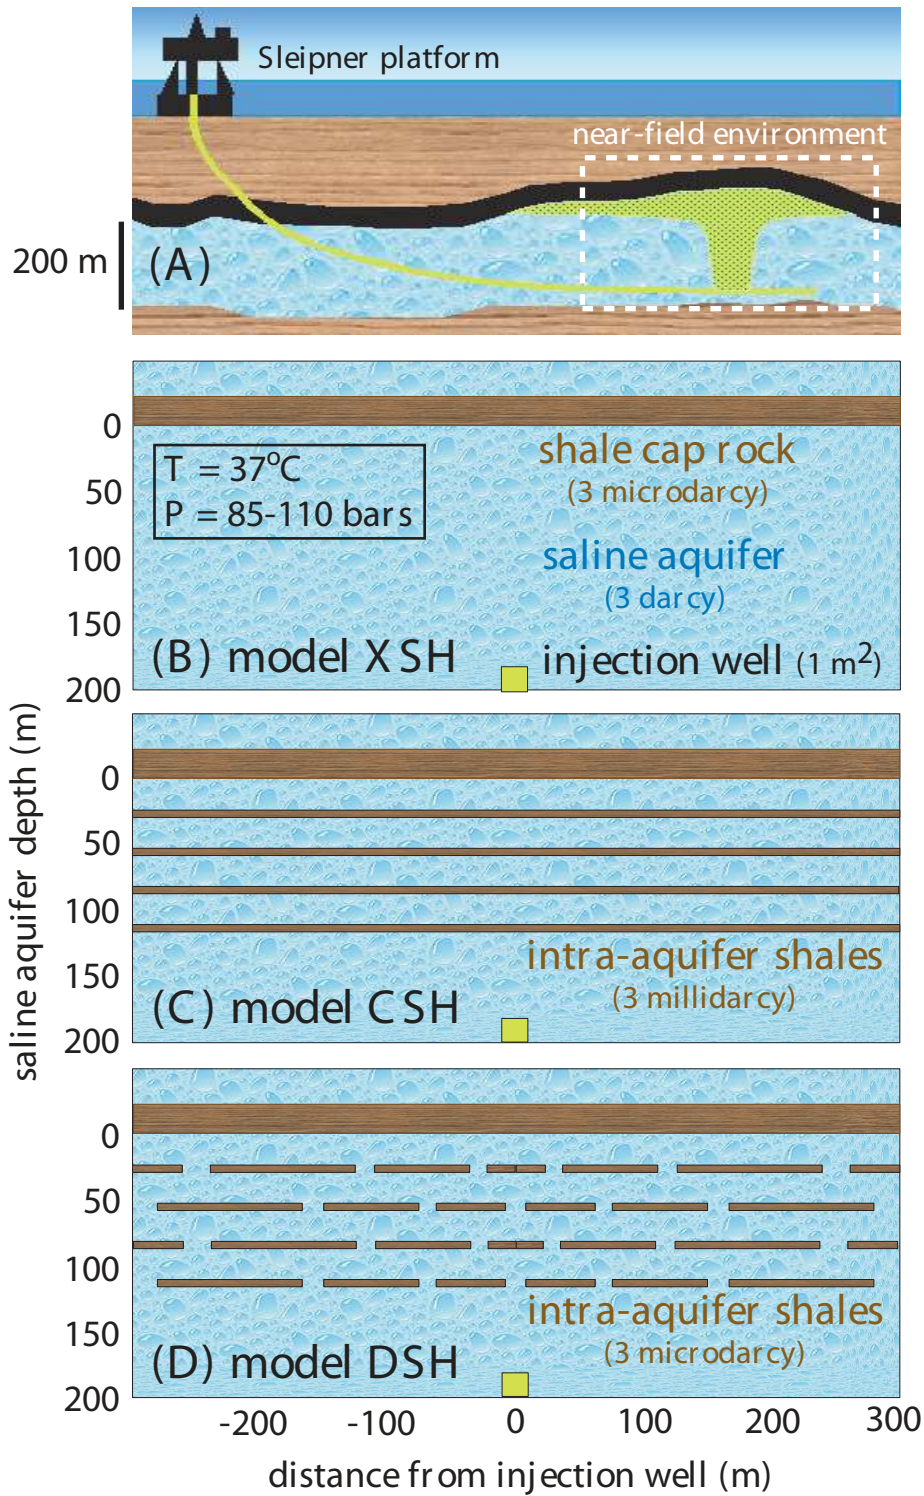 Sleipner platform
near-field environment
200 m
(A)
0
50
100
150
200
T = 37°C
P = 85-110 bars
shale cap rock
(3 microdarcy)
saline aquifer
(3 darcy)
(B) model XSH
injection well (1 m²)
saline aquifer depth (m)
0
50
100
150
200
intra-aquifer shales
(3 millidarcy)
(C) model CSH
0
50
100
150
200
intra-aquifer shales
(3 microdarcy)
(D) model DSH
-200 -100 0 100 200 300
distance from injection well (m)